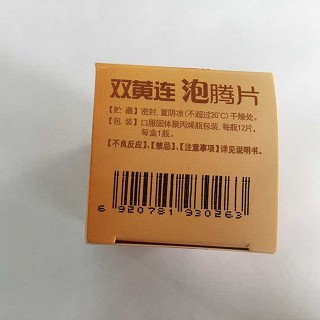 双黄连 泡腾片
【贮 藏】密封,置阴凉(不超过20℃)干燥处。
【包 装】口服固体聚丙烯瓶包装,每瓶12片,
每盒1瓶。
【不良反应】、【禁忌】、【注意事项】详见说明书。
6 920781 930263